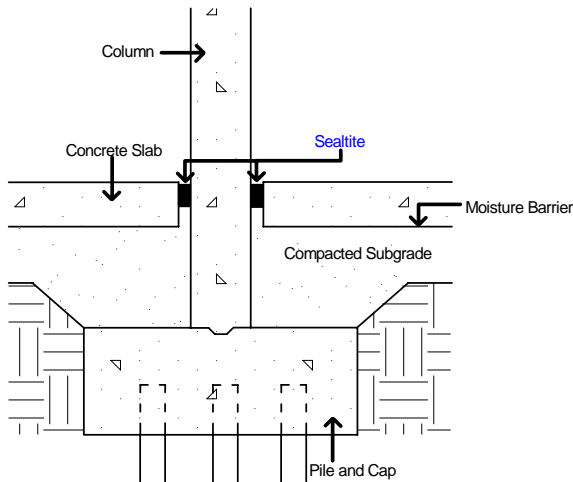 Column
Sealtite
Concrete Slab
Moisture Barrier
Compacted Subgrade
Pile and Cap